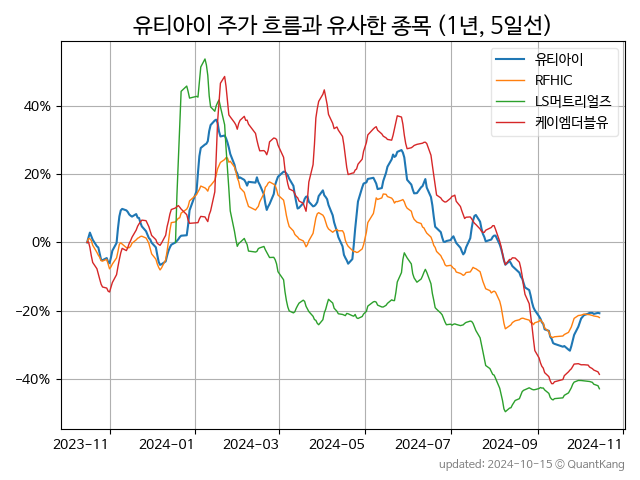 유티아이 주가 흐름과 유사한 종목 (1년, 5일선)
유티아이
RFHIC
LS머트리얼즈
케이엠더블유
40%
20%
0%
−20%
−40%
2023-11 2024-01 2024-03 2024-05 2024-07 2024-09 2024-11
updated: 2024-10-15 © QuantKang